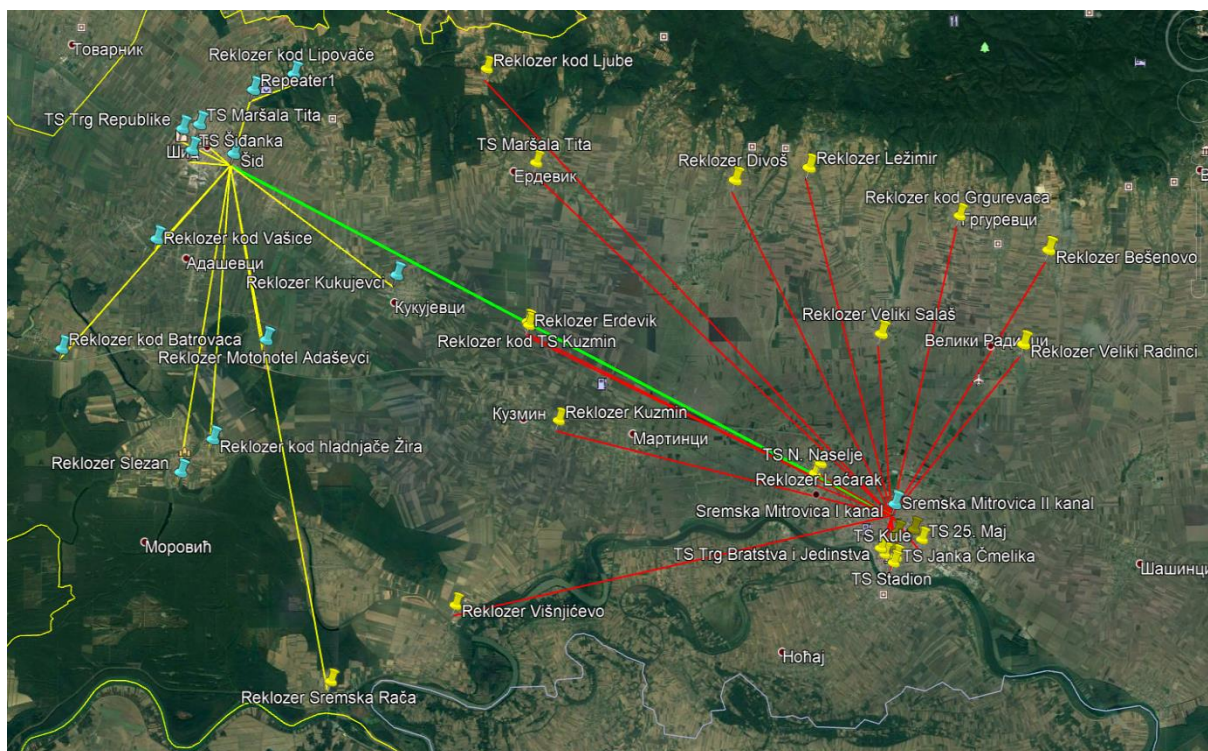 Товарник
Reklozer kod Lipovače
Reklozer kod Ljube
Repeater1
TS Trg Republike
TS Maršala Tita
TS Šiđanka
Шид
Šid
TS Maršala Tita
Ердевик
Reklozer Divoš
Reklozer Ležimir
Reklozer kod Grgurevaca
Гргуревци
Reklozer Bešenovo
Reklozer kod Vašice
Адашевци
Reklozer Kukujevci
Кукујевци
Reklozer Erdevik
Reklozer kod TS Kuzmin
Reklozer Veliki Salaš
Велики Радинци
Reklozer Veliki Radinci
Reklozer kod Batrovaca
Reklozer Motohotel Adaševci
Кузмин
Reklozer Kuzmin
Мартинци
Reklozer kod hladnjače Žira
Reklozer Slezan
TS N. Naselje
Reklozer Laćarak
Sremska Mitrovica I kanal
Sremska Mitrovica II kanal
Моровић
TS Kule
TS 25. Maj
TS Trg Bratstva i Jedinstva
TS Janka Čmelika
TS Stadion
Шашинци
Reklozer Višnjićevo
Ноћај
Reklozer Sremska Rača